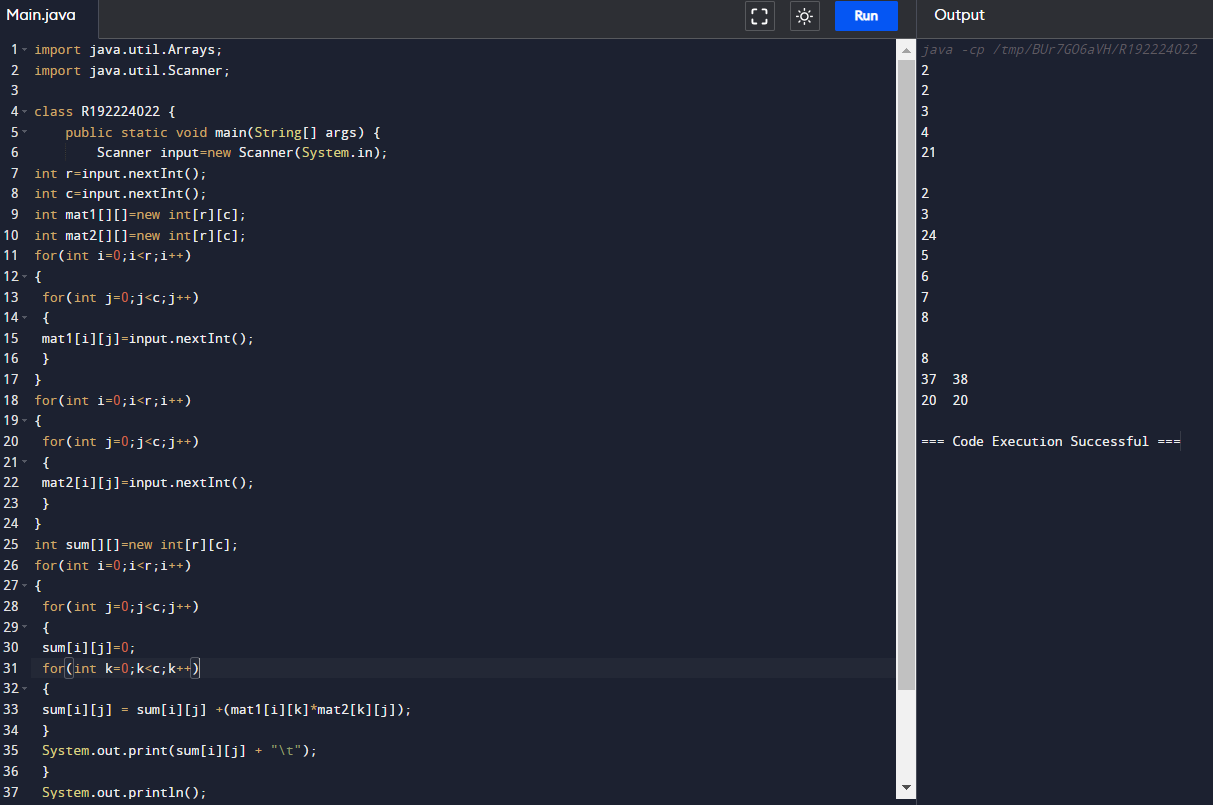 Main.java
Run
Output
1 import java.util.Arrays;
2 import java.util.Scanner;
3
4 class R192224022 {
5     public static void main(String[] args) {
6         Scanner input=new Scanner(System.in);
7 int r=input.nextInt();
8 int c=input.nextInt();
9 int mat1[][]=new int[r][c];
10 int mat2[][]=new int[r][c];
11 for(int i=0;i<r;i++)
12 {
13  for(int j=0;j<c;j++)
14  {
15  mat1[i][j]=input.nextInt();
16  }
17 }
18 for(int i=0;i<r;i++)
19 {
20  for(int j=0;j<c;j++)
21  {
22  mat2[i][j]=input.nextInt();
23  }
24 }
25 int sum[][]=new int[r][c];
26 for(int i=0;i<r;i++)
27 {
28  for(int j=0;j<c;j++)
29  {
30  sum[i][j]=0;
31  for(int k=0;k<c;k++)
32  {
33  sum[i][j] = sum[i][j] +(mat1[i][k]*mat2[k][j]);
34  }
35  System.out.print(sum[i][j] + "\t");
36  }
37  System.out.println();
java -cp /tmp/BUr7GO6aVH/R192224022
2
2
3
4
21
2
3
24
5
6
7
8
8
37 38
20 20
=== Code Execution Successful ===